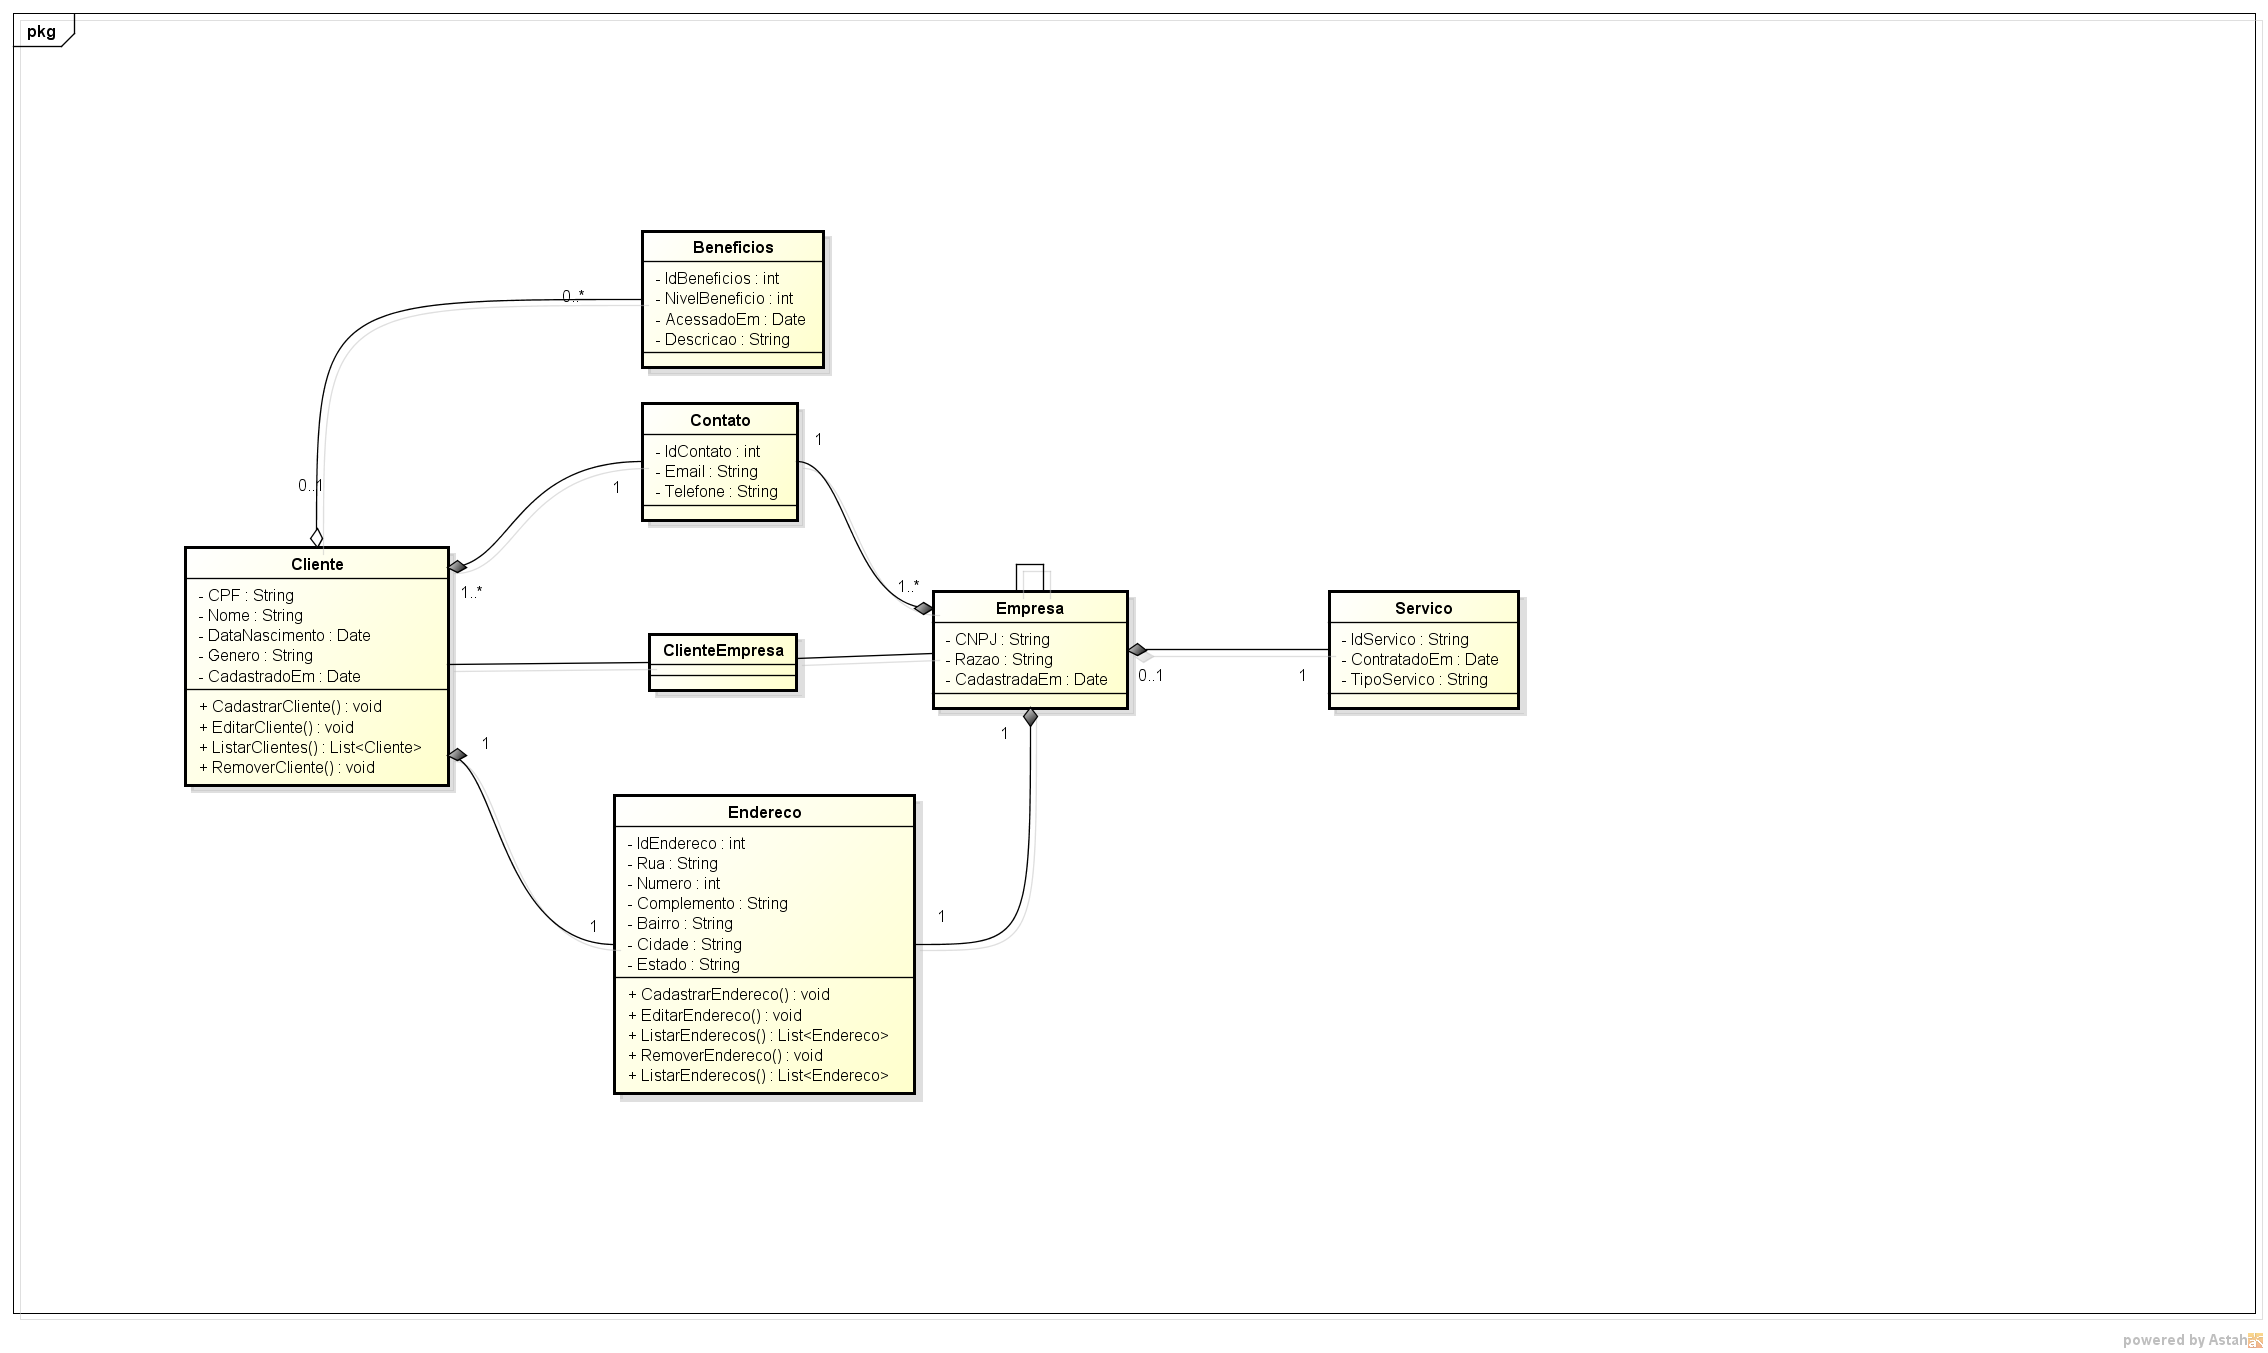 pkg
Beneficios
- IdBeneficios : int
- NivelBeneficio : int
- AcessadoEm : Date
- Descricao : String
0..*
0..1
Contato
- IdContato : int
- Email : String
- Telefone : String
1
1
1..*
1..*
Cliente
- CPF : String
- Nome : String
- DataNascimento : Date
- Genero : String
- CadastradoEm : Date
+ CadastrarCliente() : void
+ EditarCliente() : void
+ ListarClientes() : List<Cliente>
+ RemoverCliente() : void
ClienteEmpresa
Empresa
- CNPJ : String
- Razao : String
- CadastradaEm : Date
0..1
1
Servico
- IdServico : String
- ContratadoEm : Date
- TipoServico : String
1
1
Endereco
- IdEndereco : int
- Rua : String
- Numero : int
- Complemento : String
- Bairro : String
- Cidade : String
- Estado : String
+ CadastrarEndereco() : void
+ EditarEndereco() : void
+ ListarEnderecos() : List<Endereco>
+ RemoverEndereco() : void
+ ListarEnderecos() : List<Endereco>
1
1
powered by Astah